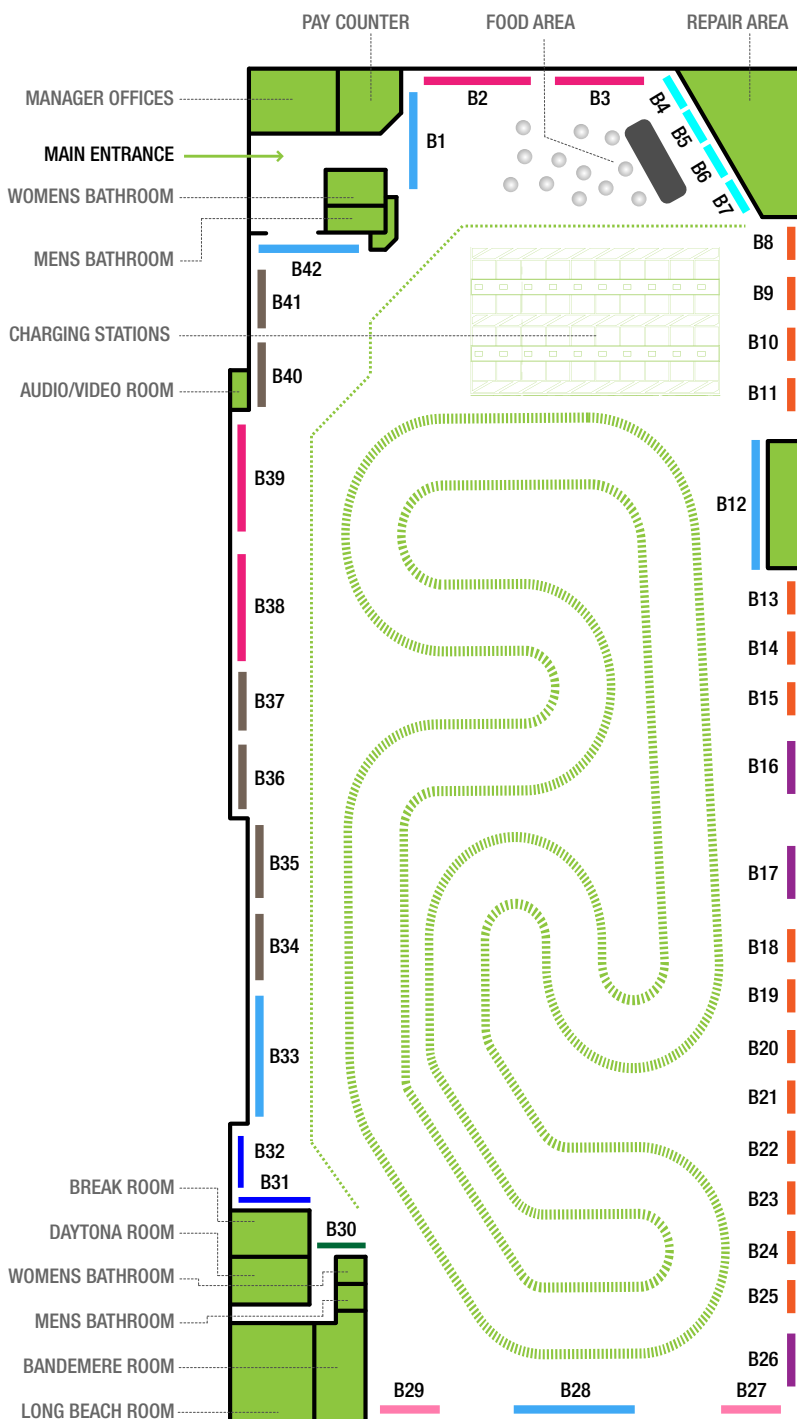 PAY COUNTER
FOOD AREA
REPAIR AREA
MANAGER OFFICES
MAIN ENTRANCE
WOMENS BATHROOM
MENS BATHROOM
CHARGING STATIONS
AUDIO/VIDEO ROOM
B1
B2
B3
B4
B5
B6
B7
B8
B9
B10
B11
B12
B13
B14
B15
B16
B17
B18
B19
B20
B21
B22
B23
B24
B25
B26
B27
B28
B29
B30
B31
B32
B33
B34
B35
B36
B37
B38
B39
B40
B41
B42
BREAK ROOM
DAYTONA ROOM
WOMENS BATHROOM
MENS BATHROOM
BANDEMERE ROOM
LONG BEACH ROOM